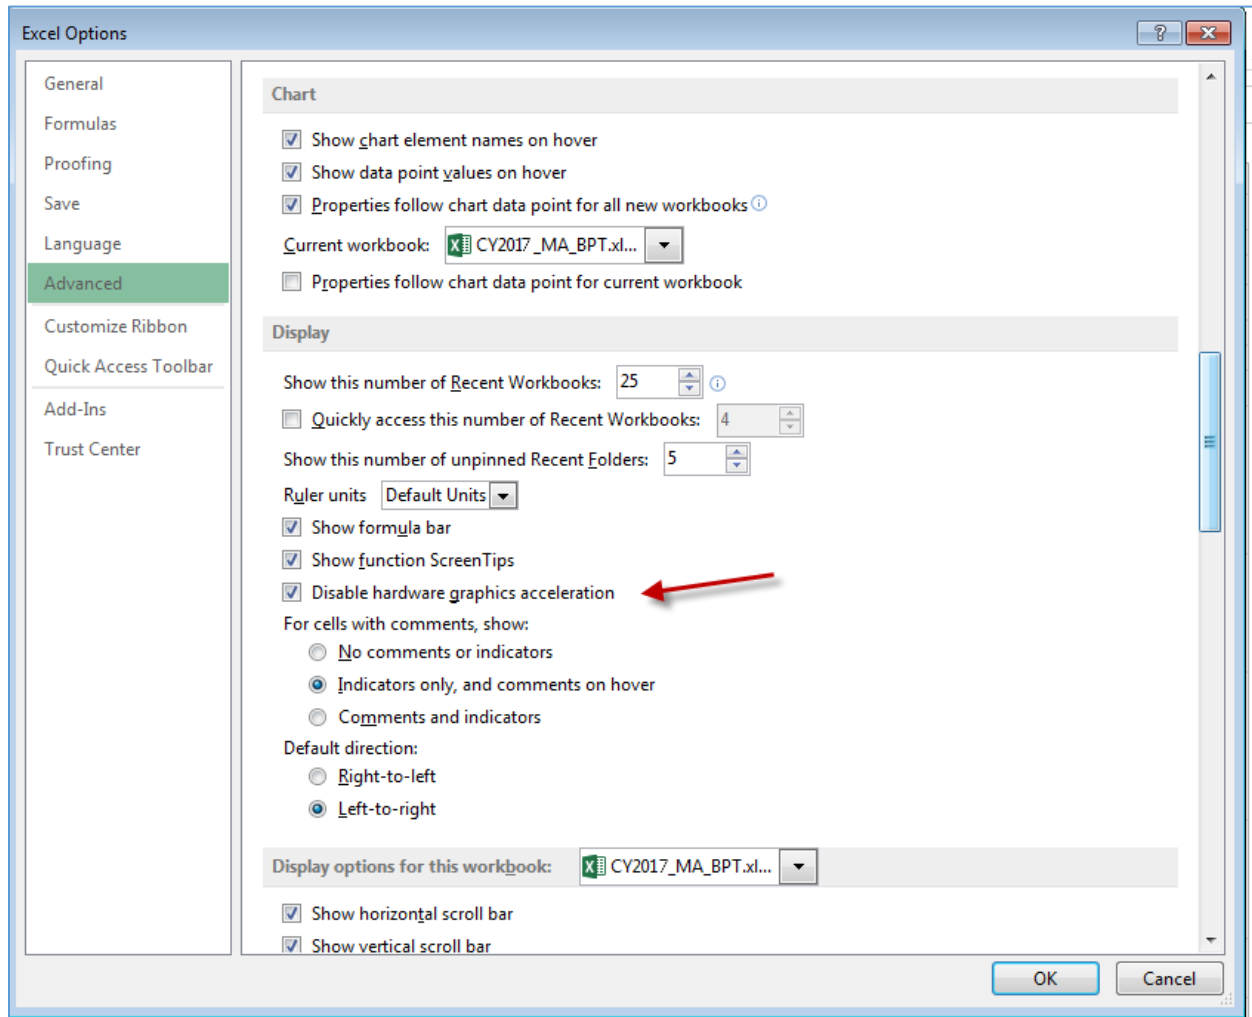 Excel Options
?
General
Formulas
Proofing
Save
Language
Advanced
Customize Ribbon
Quick Access Toolbar
Add-Ins
Trust Center
Chart
Show chart element names on hover
Show data point values on hover
Properties follow chart data point for all new workbooks
Current workbook: CY2017_MA_BPT.xl...
Properties follow chart data point for current workbook
Display
Show this number of Recent Workbooks: 25
Quickly access this number of Recent Workbooks: 4
Show this number of unpinned Recent Folders: 5
Ruler units Default Units
Show formula bar
Show function ScreenTips
Disable hardware graphics acceleration
For cells with comments, show:
No comments or indicators
Indicators only, and comments on hover
Comments and indicators
Default direction:
Right-to-left
Left-to-right
Display options for this workbook: CY2017_MA_BPT.xl...
Show horizontal scroll bar
Show vertical scroll bar
OK Cancel